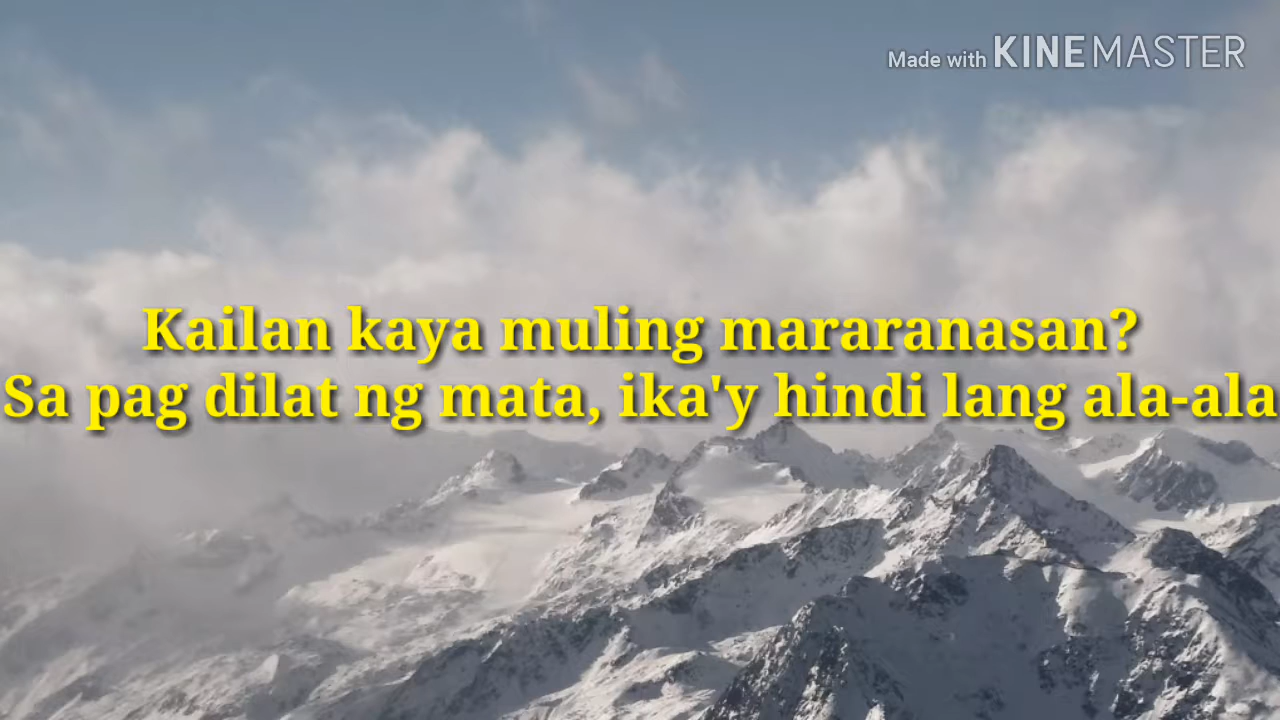 Made with KINEMASTER
Kailan kaya muling mararanasan?
Sa pag dilat ng mata, ika'y hindi lang ala-ala